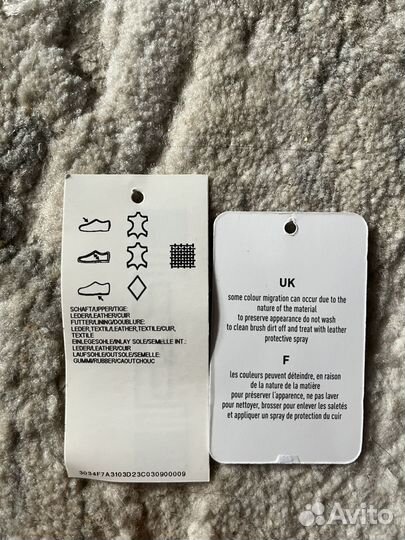 SCHAFT/UPPER/TIGE:
LEDER/LEATHER/CUIR
FUTTER/LINING/DOUBLURE:
LEDER,TEXTIL/LEATHER,TEXTILE/CUIR,
TEXTILE
EINLEGESOHLE/INLAY SOLE/SEMELLE INT.:
LEDER/LEATHER/CUIR
LAUFSOHLE/OUTSOLE/SEMELLE:
GUMMI/RUBBER/CAOUTCHOUC
3034F7A3103D23C030900009
UK
some colour migration can occur due to the
nature of the material
to preserve appearance do not wash
to clean brush dirt off and treat with leather
protective spray
F
les couleurs peuvent déteindre, en raison
de la nature de la matière
pour préserver l'apparence, ne pas laver
pour nettoyer, brosser pour enlever les saletés
et appliquer un spray de protection du cuir
Avito